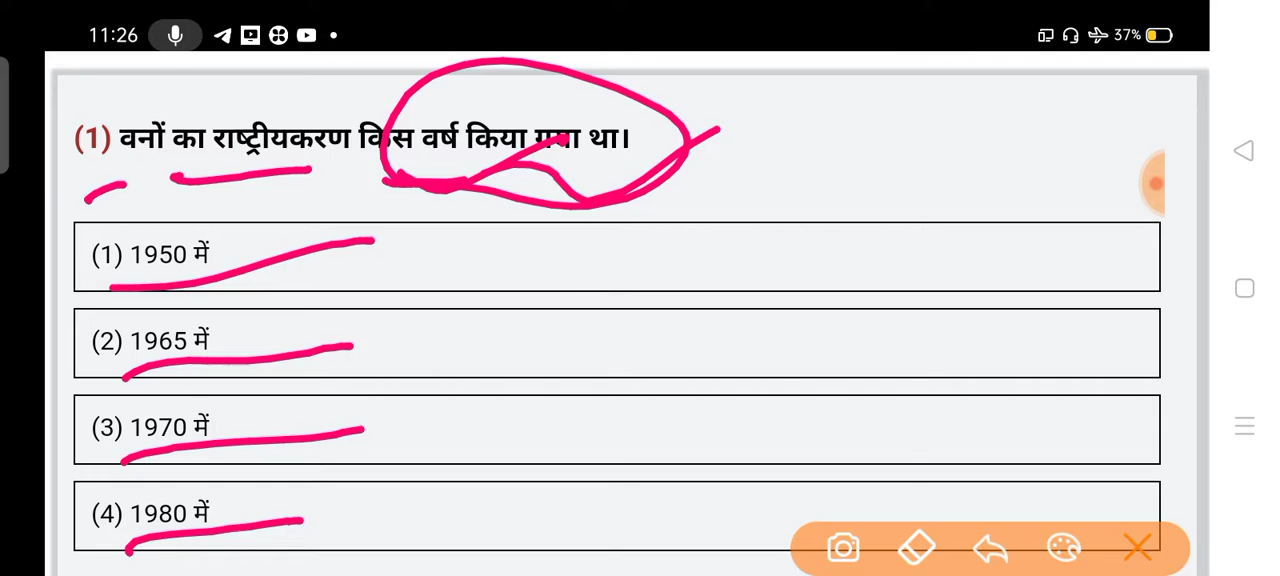 11:26
37%
(1) वनों का राष्ट्रीयकरण किस वर्ष किया गया था।
(1) 1950 में
(2) 1965 में
(3) 1970 में
(4) 1980 में